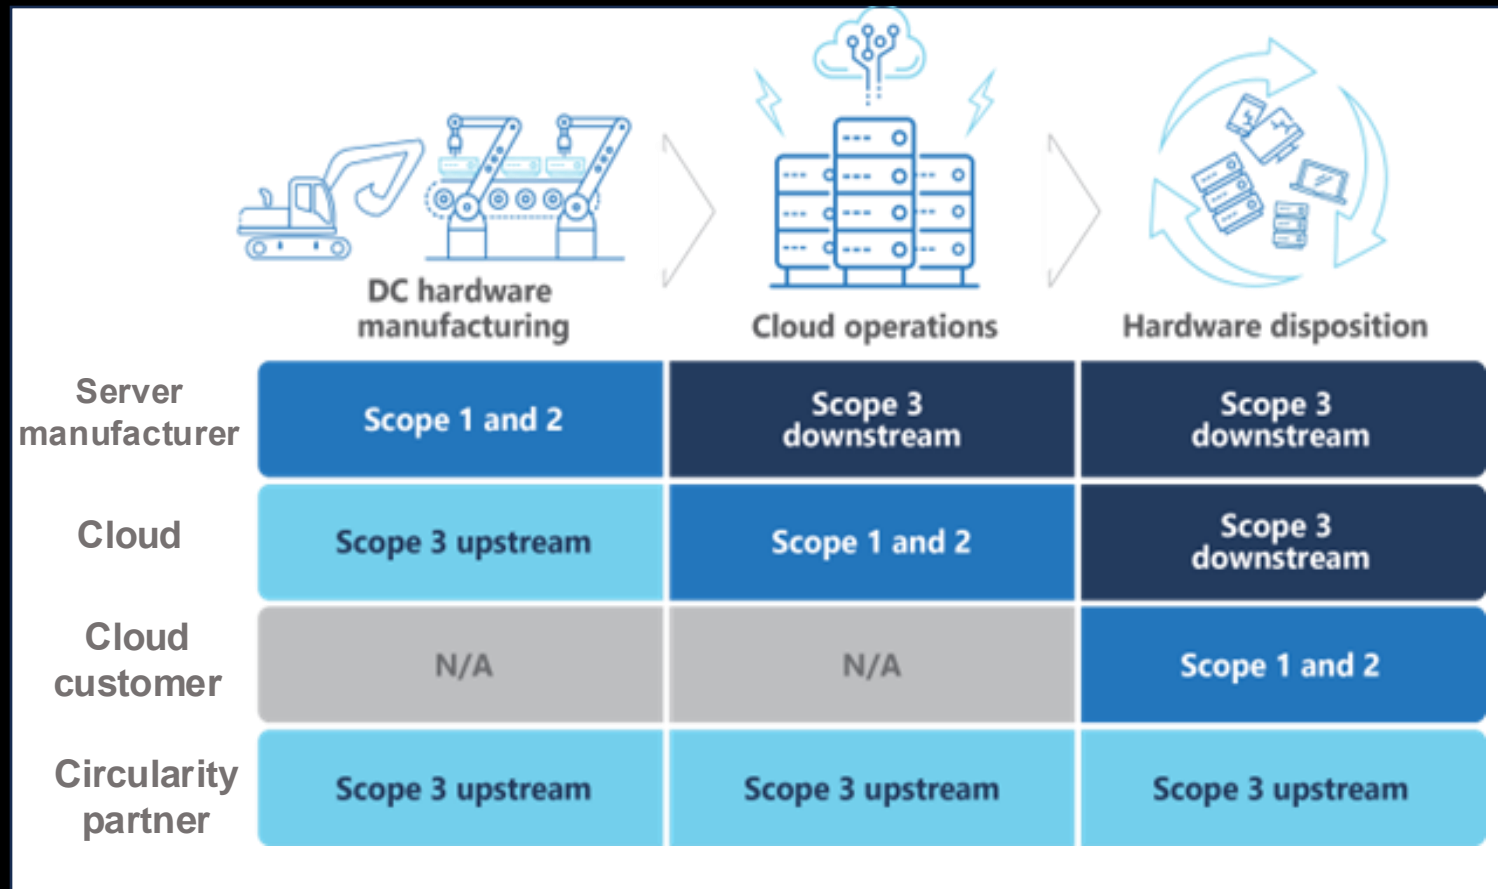 DC hardware
manufacturing
Cloud operations
Hardware disposition
Server
manufacturer
Scope 1 and 2
Scope 3
downstream
Scope 3
downstream
Cloud
Scope 3 upstream
Scope 1 and 2
Scope 3
downstream
Cloud
customer
N/A
N/A
Scope 1 and 2
Circularity
partner
Scope 3 upstream
Scope 3 upstream
Scope 3 upstream